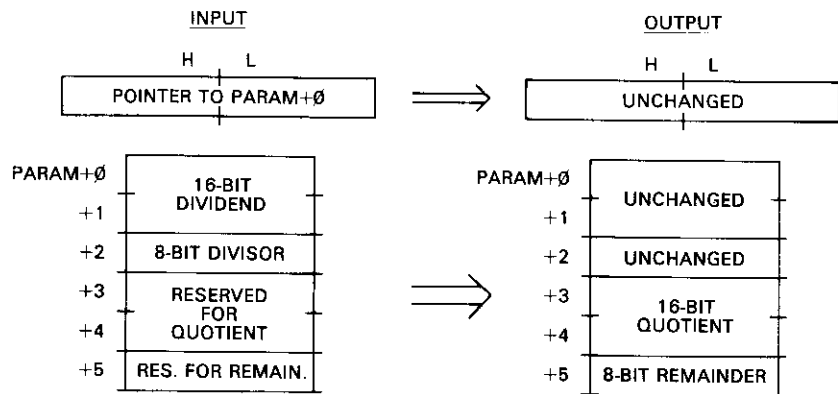 INPUT
OUTPUT
H L
H L
POINTER TO PARAM+Ø
UNCHANGED
PARAM+Ø
+1
+2
+3
+4
+5
16-BIT
DIVIDEND
8-BIT DIVISOR
RESERVED
FOR
QUOTIENT
RES. FOR REMAIN.
PARAM+Ø
+1
+2
+3
+4
+5
UNCHANGED
UNCHANGED
16-BIT
QUOTIENT
8-BIT REMAINDER